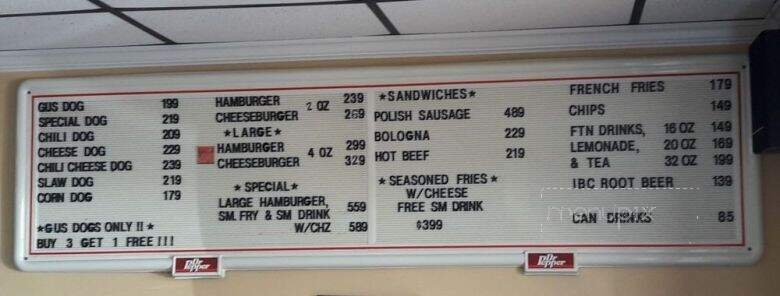 GUS DOG 199
SPECIAL DOG 219
CHILI DOG 209
CHEESE DOG 229
CHILI CHEESE DOG 239
SLAW DOG 219
CORN DOG 179
★GUS DOGS ONLY !! ★
BUY 3 GET 1 FREE !!!
HAMBURGER 2 OZ 239
CHEESEBURGER 269
★LARGE★
HAMBURGER 4 OZ 299
CHEESEBURGER 329
★SPECIAL★
LARGE HAMBURGER,
SM. FRY & SM DRINK 559
W/CHZ 589
★SANDWICHES★
POLISH SAUSAGE 489
BOLOGNA 229
HOT BEEF 219
★SEASONED FRIES★
W/CHEESE
FREE SM DRINK
$399
FRENCH FRIES 179
CHIPS 149
FTN DRINKS, 16 OZ 149
LEMONADE, 20 OZ 169
& TEA 32 OZ 199
IBC ROOT BEER 139
menupix
CAN DRINKS 85
Dr Pepper
Dr Pepper